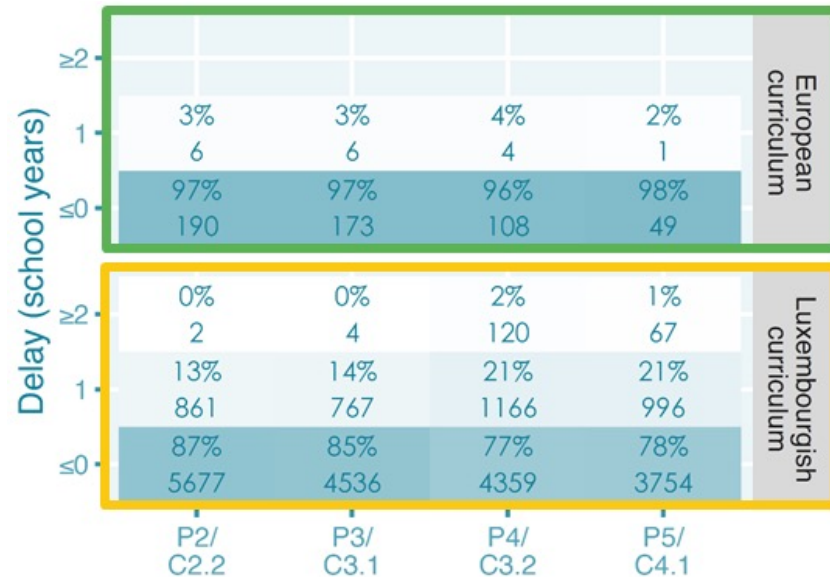 Delay (school years)
≥2
3% 3% 4% 2%
1
6 6 4 1
97% 97% 96% 98%
≤0
190 173 108 49
European
curriculum
0% 0% 2% 1%
≥2
2 4 120 67
13% 14% 21% 21%
1
861 767 1166 996
87% 85% 77% 78%
≤0
5677 4536 4359 3754
Luxembourgish
curriculum
P2/ P3/ P4/ P5/
C2.2 C3.1 C3.2 C4.1